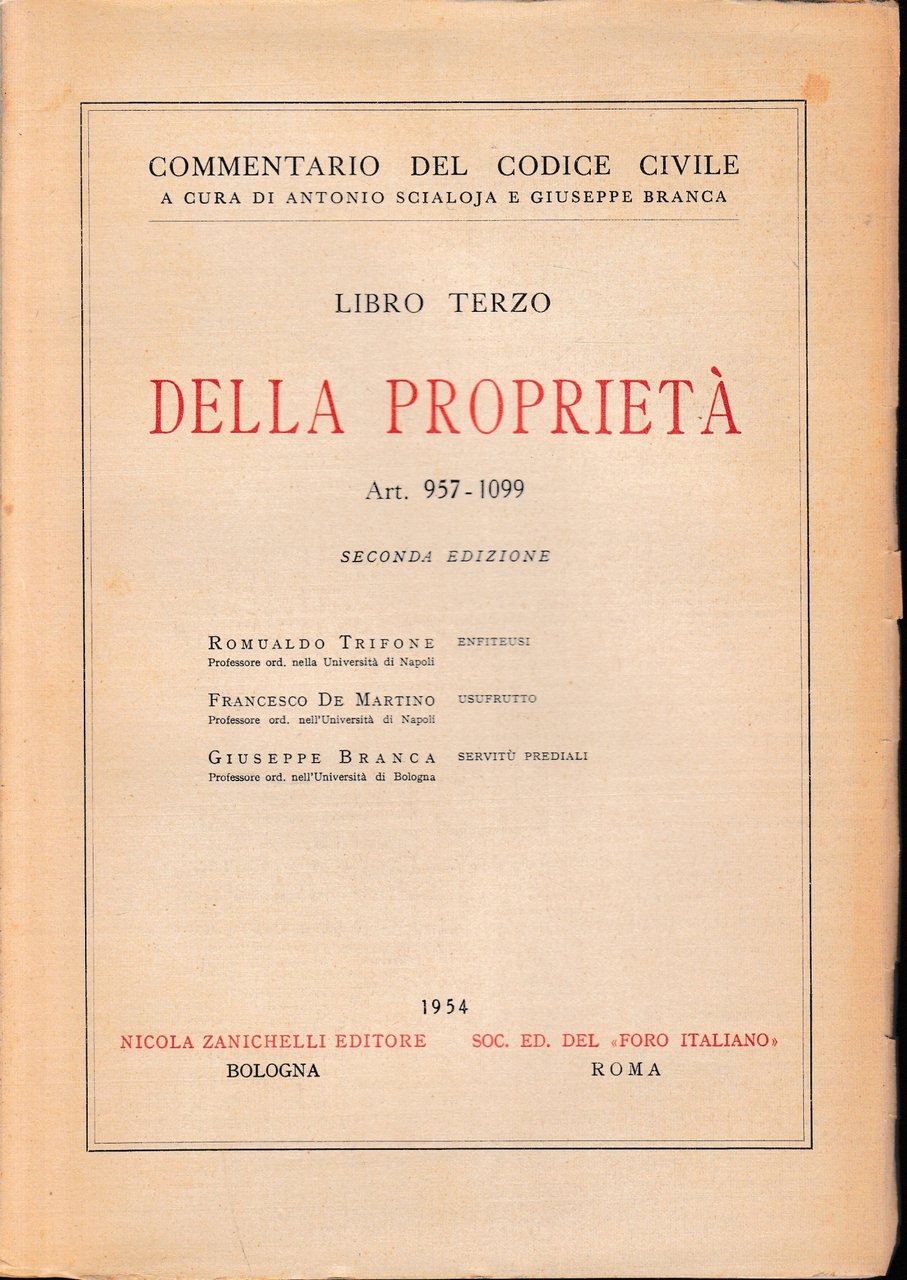 COMMENTARIO DEL CODICE CIVILE
A CURA DI ANTONIO SCIALOJA E GIUSEPPE BRANCA
LIBRO TERZO
DELLA PROPRIETÀ
Art. 957-1099
SECONDA EDIZIONE
ROMUALDO TRIFONE ENFITEUSI
Professore ord. nella Università di Napoli
FRANCESCO DE MARTINO USUFRUTTO
Professore ord. nell'Università di Napoli
GIUSEPPE BRANCA SERVITÙ PREDIALI
Professore ord. nell'Università di Bologna
1954
NICOLA ZANICHELLI EDITORE SOC. ED. DEL «FORO ITALIANO»
BOLOGNA ROMA